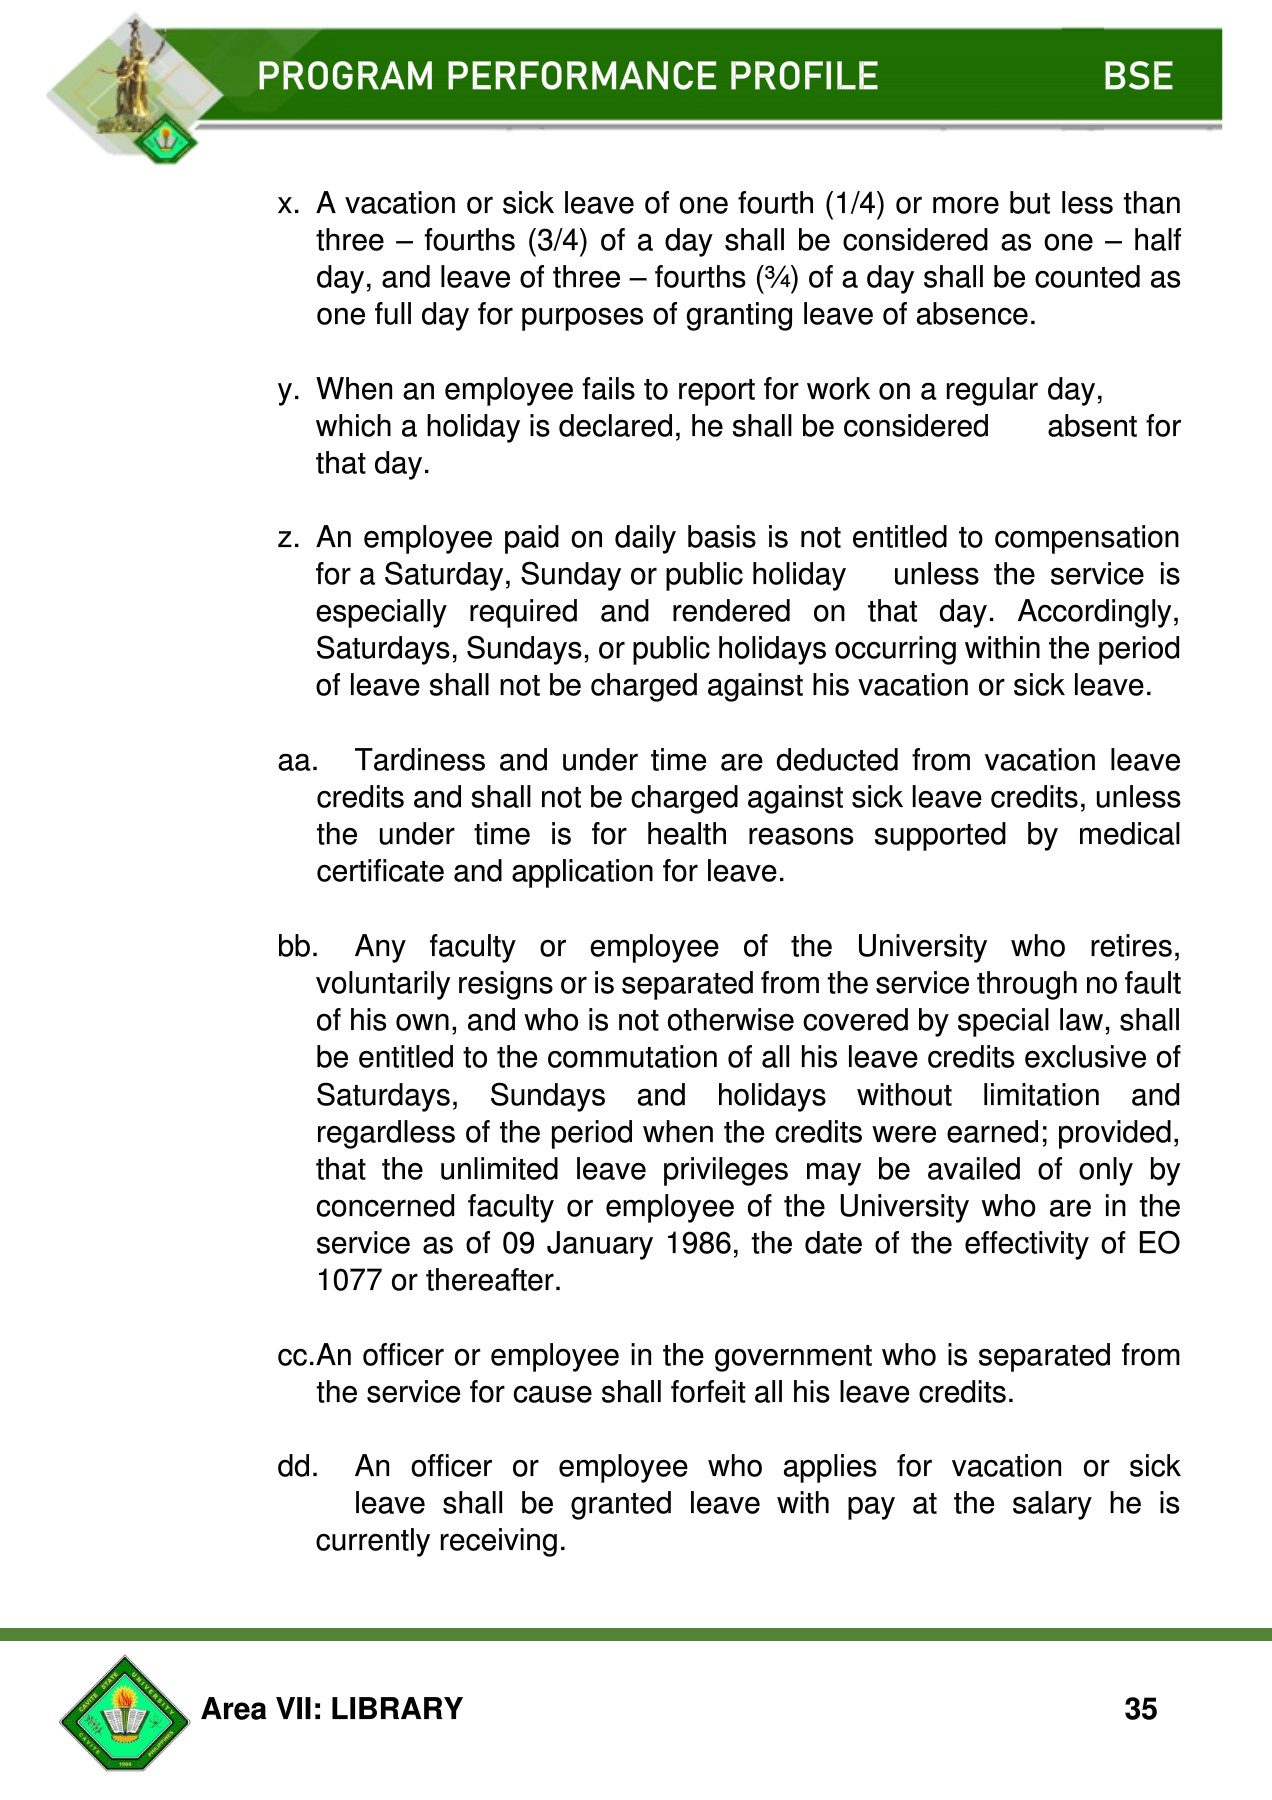 PROGRAM PERFORMANCE PROFILE BSE
x. A vacation or sick leave of one fourth (1/4) or more but less than
three – fourths (3/4) of a day shall be considered as one – half
day, and leave of three – fourths (¾) of a day shall be counted as
one full day for purposes of granting leave of absence.
y. When an employee fails to report for work on a regular day,
which a holiday is declared, he shall be considered absent for
that day.
z. An employee paid on daily basis is not entitled to compensation
for a Saturday, Sunday or public holiday unless the service is
especially required and rendered on that day. Accordingly,
Saturdays, Sundays, or public holidays occurring within the period
of leave shall not be charged against his vacation or sick leave.
aa. Tardiness and under time are deducted from vacation leave
credits and shall not be charged against sick leave credits, unless
the under time is for health reasons supported by medical
certificate and application for leave.
bb. Any faculty or employee of the University who retires,
voluntarily resigns or is separated from the service through no fault
of his own, and who is not otherwise covered by special law, shall
be entitled to the commutation of all his leave credits exclusive of
Saturdays, Sundays and holidays without limitation and
regardless of the period when the credits were earned; provided,
that the unlimited leave privileges may be availed of only by
concerned faculty or employee of the University who are in the
service as of 09 January 1986, the date of the effectivity of EO
1077 or thereafter.
cc.An officer or employee in the government who is separated from
the service for cause shall forfeit all his leave credits.
dd. An officer or employee who applies for vacation or sick
leave shall be granted leave with pay at the salary he is
currently receiving.
CAVITE STATE UNIVERSITY
CAVITE PHILIPPINES
1906
Area VII: LIBRARY 35